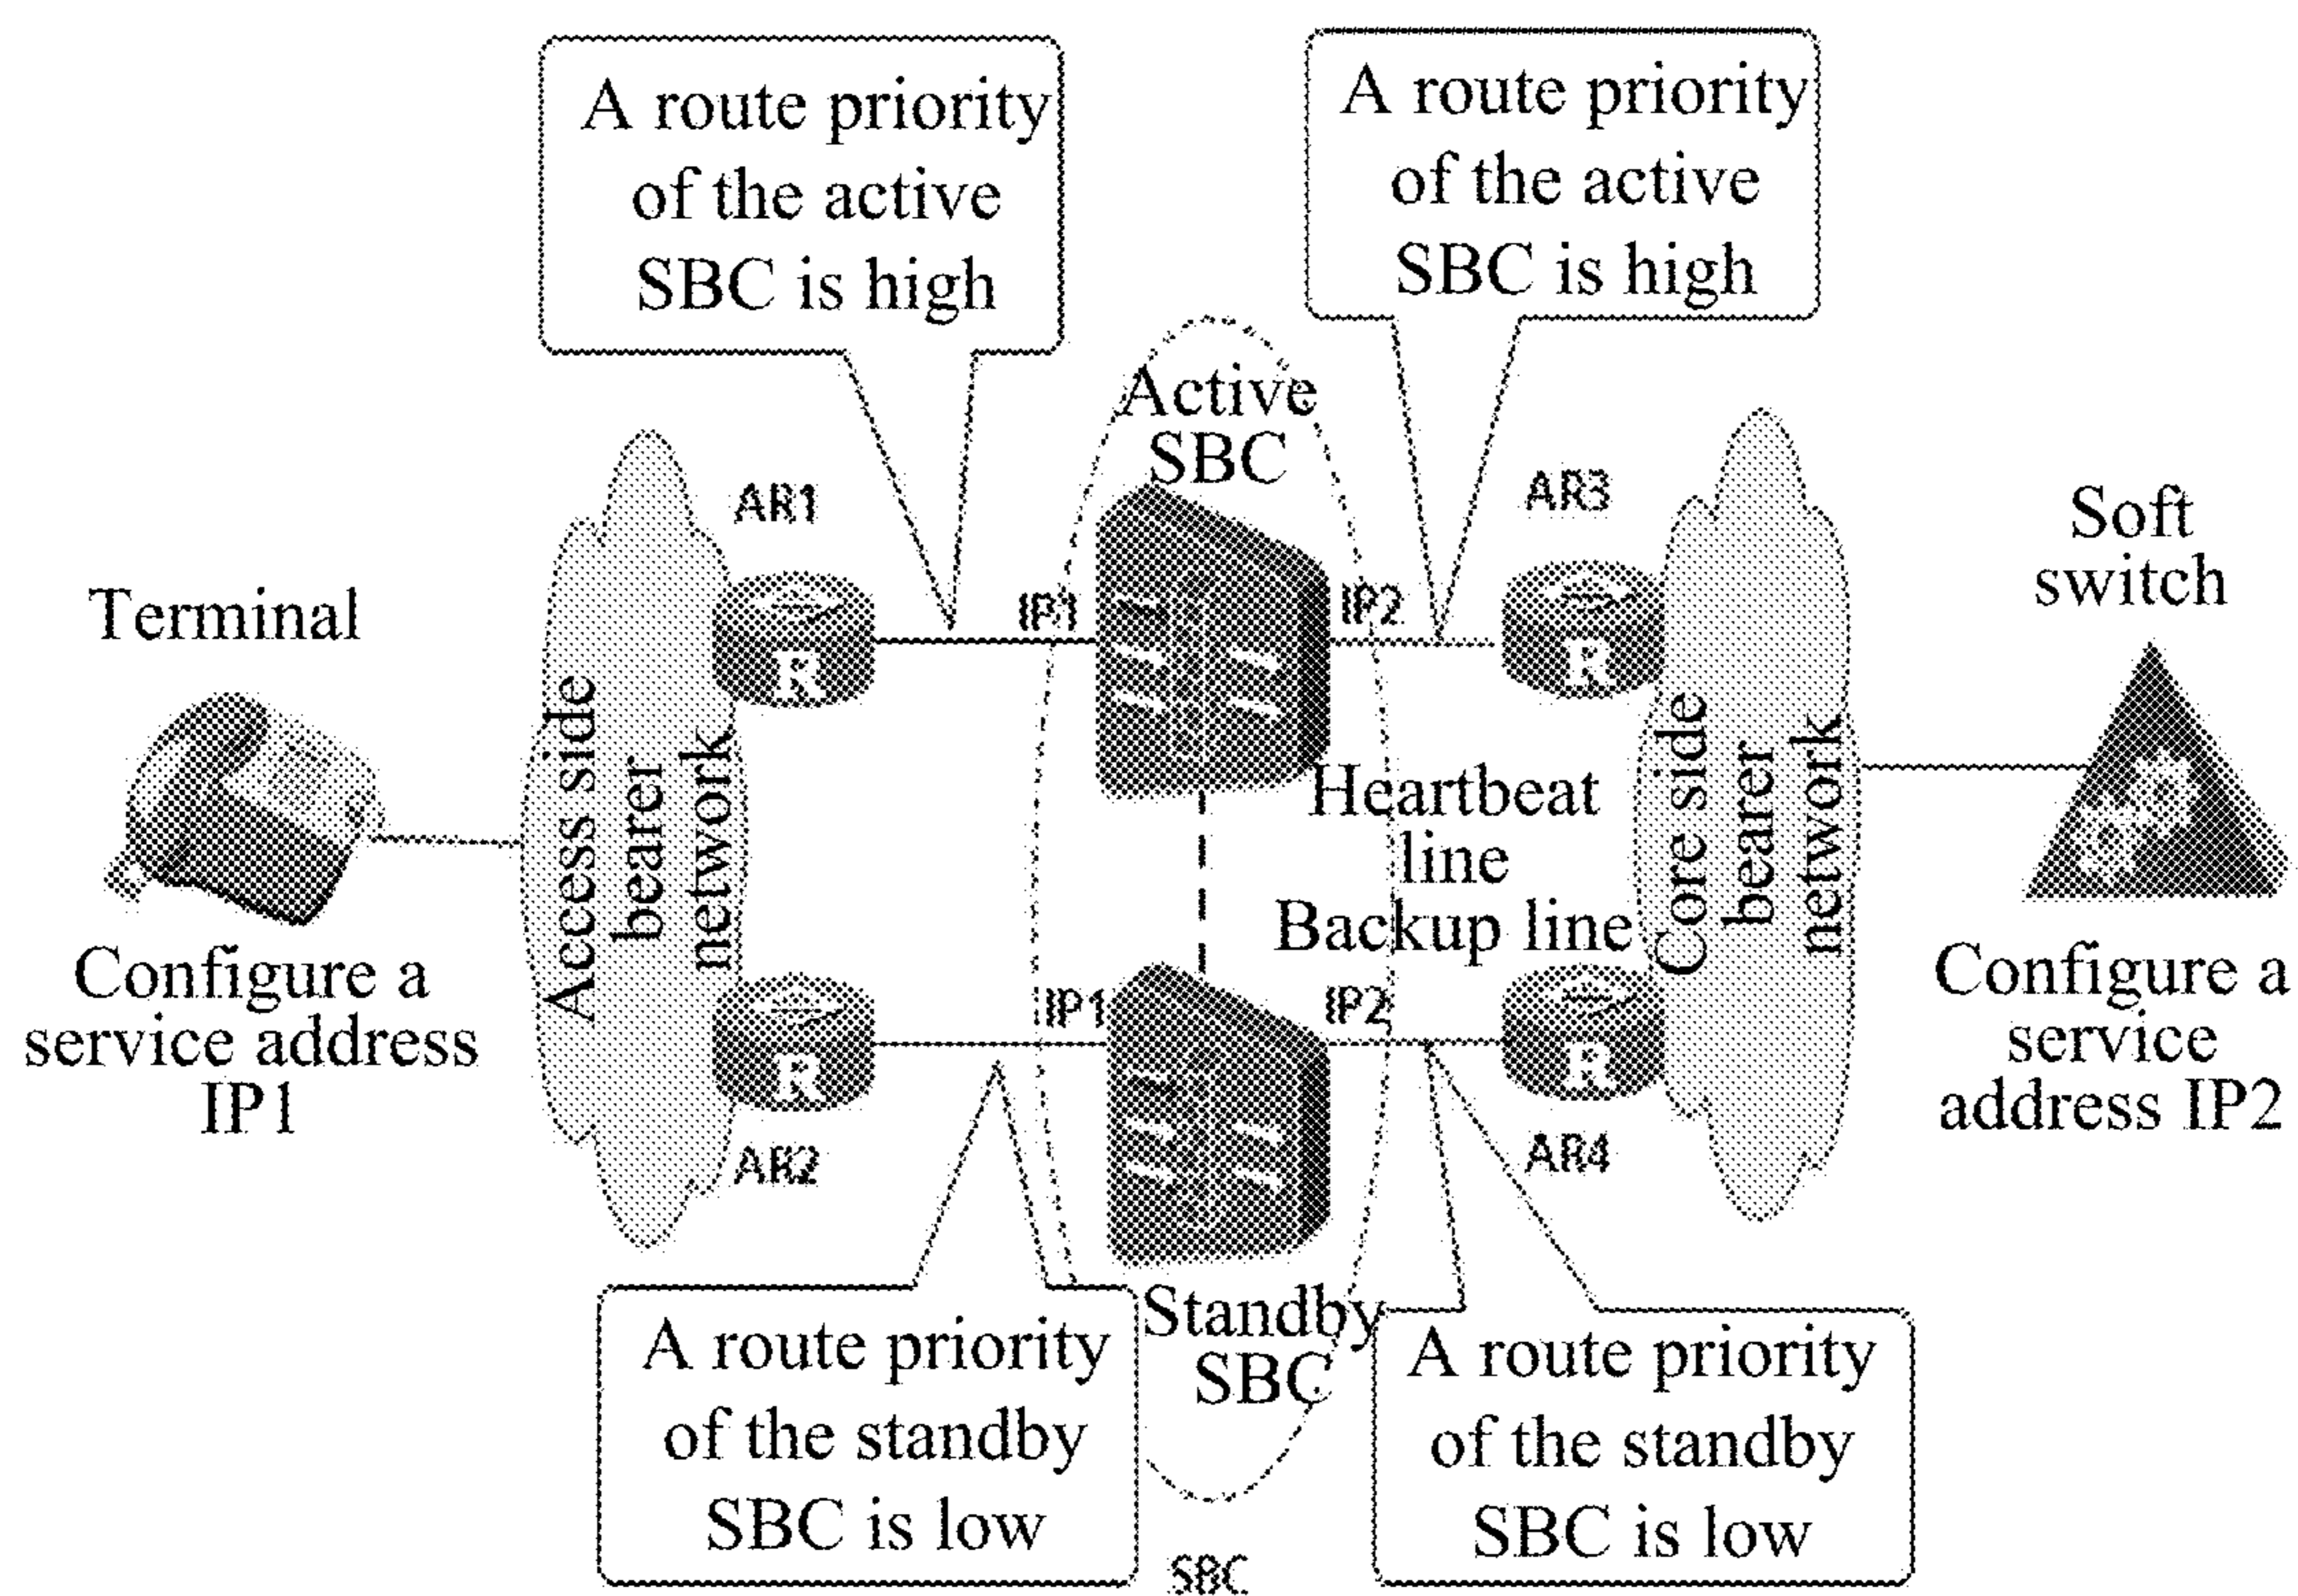 A route priority
of the active
SBC is high
A route priority
of the active
SBC is high
Active
SBC
AR1
AR3
Soft
switch
Terminal
IP1
IP2
R
R
Access side
bearer
network
Heartbeat
line
Backup line
Core side
bearer
network
Configure a
service address
IP1
IP1
IP2
Configure a
service
address IP2
R
R
AR2
AR4
A route priority
of the standby
SBC is low
Standby
SBC
A route priority
of the standby
SBC is low
SBC